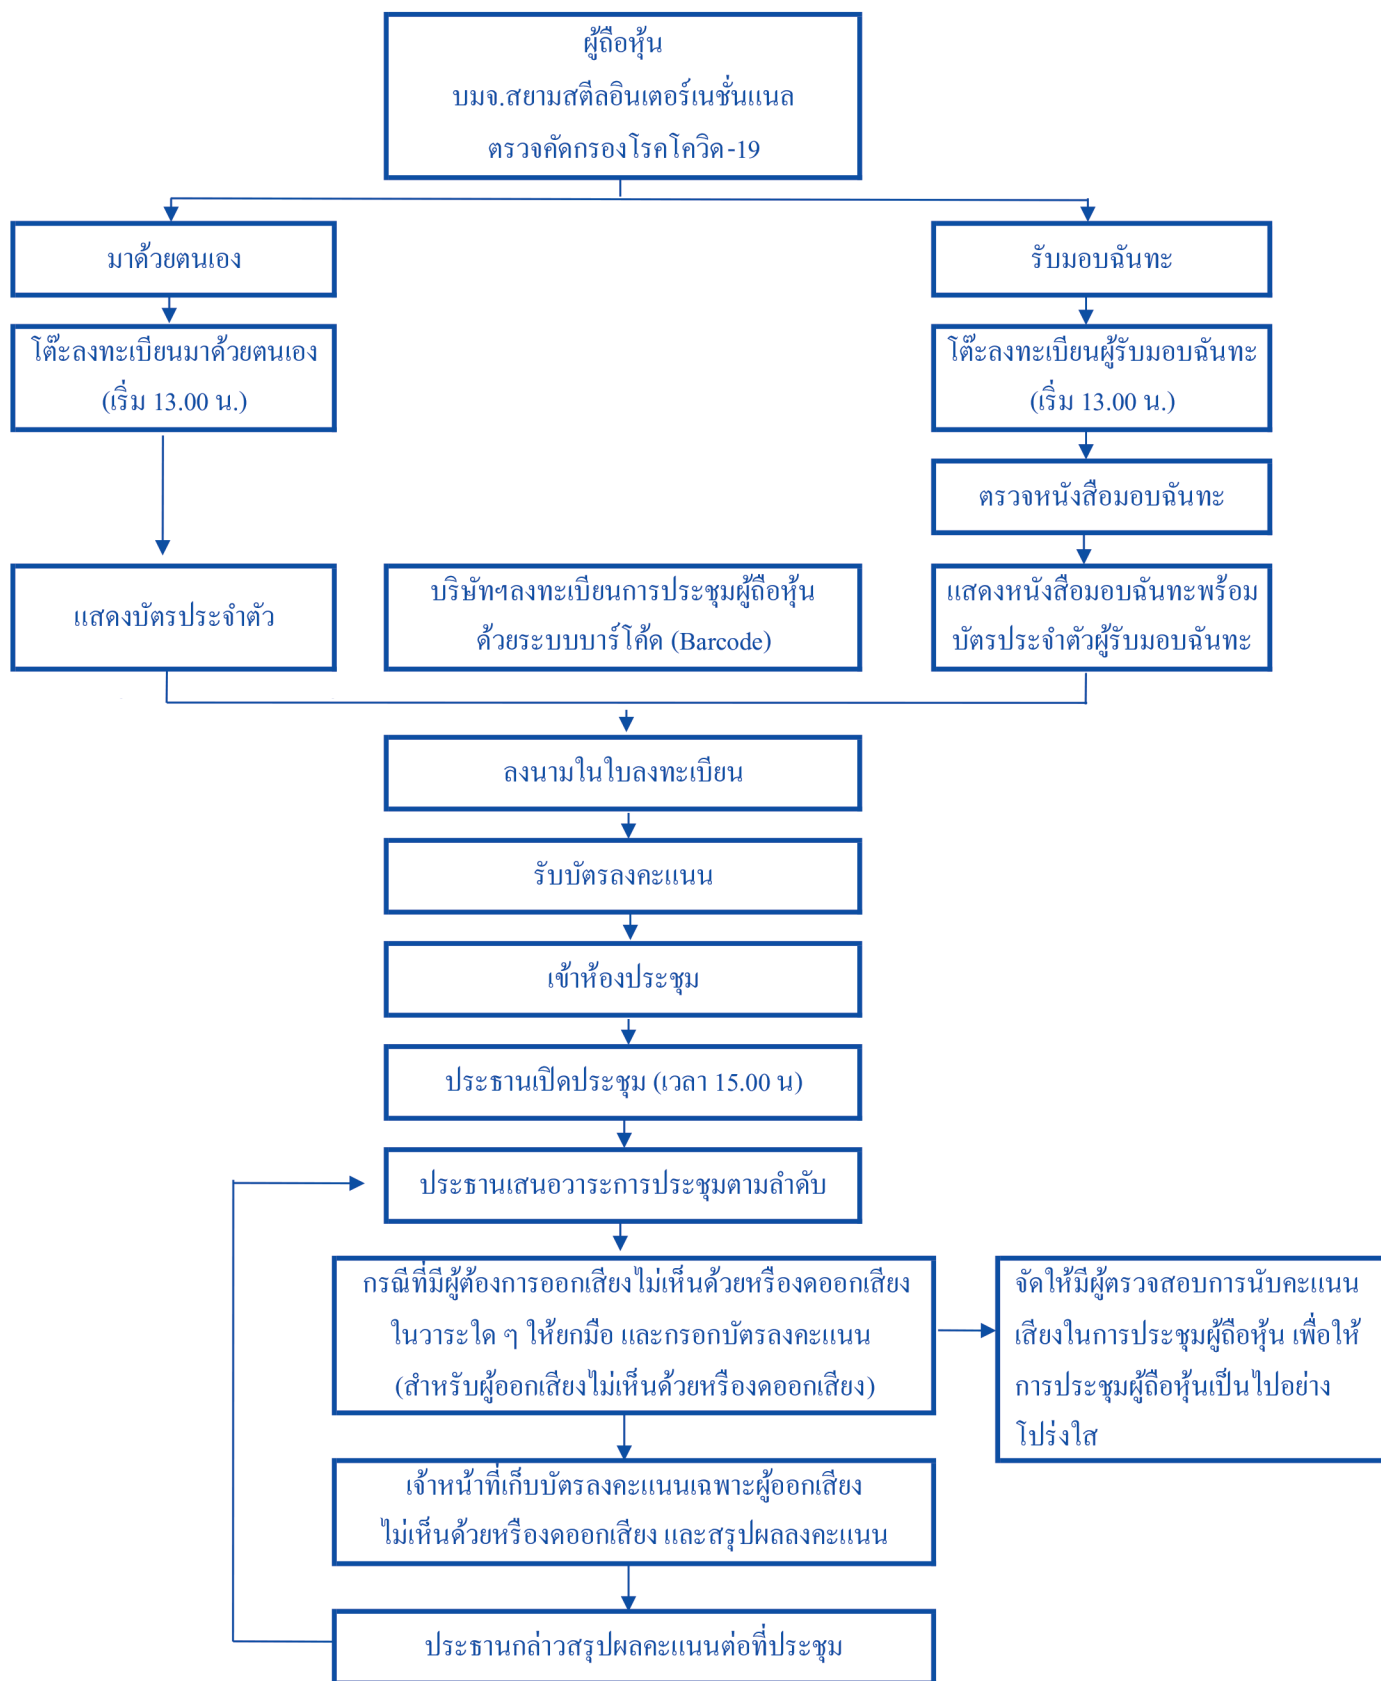 ผู้ถือหุ้น
บมจ.สยามสตีลอินเตอร์เนชั่นแนล
ตรวจคัดกรองโรคโควิด-19
มาด้วยตนเอง
รับมอบฉันทะ
โต๊ะลงทะเบียนมาด้วยตนเอง
(เริ่ม 13.00 น.)
โต๊ะลงทะเบียนผู้รับมอบฉันทะ
(เริ่ม 13.00 น.)
ตรวจหนังสือมอบฉันทะ
แสดงบัตรประจำตัว
บริษัทฯลงทะเบียนการประชุมผู้ถือหุ้น
ด้วยระบบบาร์โค้ด (Barcode)
แสดงหนังสือมอบฉันทะพร้อม
บัตรประจำตัวผู้รับมอบฉันทะ
ลงนามในใบลงทะเบียน
รับบัตรลงคะแนน
เข้าห้องประชุม
ประธานเปิดประชุม (เวลา 15.00 น)
ประธานเสนอวาระการประชุมตามลำดับ
กรณีที่มีผู้ต้องการออกเสียงไม่เห็นด้วยหรืองดออกเสียง
ในวาระใด ๆ ให้ยกมือ และกรอกบัตรลงคะแนน
(สำหรับผู้ออกเสียงไม่เห็นด้วยหรืองดออกเสียง)
จัดให้มีผู้ตรวจสอบการนับคะแนน
เสียงในการประชุมผู้ถือหุ้น เพื่อให้
การประชุมผู้ถือหุ้นเป็นไปอย่าง
โปร่งใส
เจ้าหน้าที่เก็บบัตรลงคะแนนเฉพาะผู้ออกเสียง
ไม่เห็นด้วยหรืองดออกเสียง และสรุปผลลงคะแนน
ประธานกล่าวสรุปผลคะแนนต่อที่ประชุม